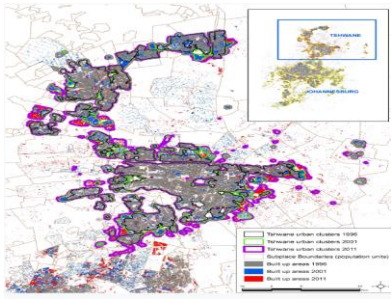 TSHWANE
JOHANNESBURG
Tshwane urban clusters 1996
Tshwane urban clusters 2001
Tshwane urban clusters 2011
Subplace Boundaries (population units)
Built up areas 1996
Built up areas 2001
Built up areas 2011